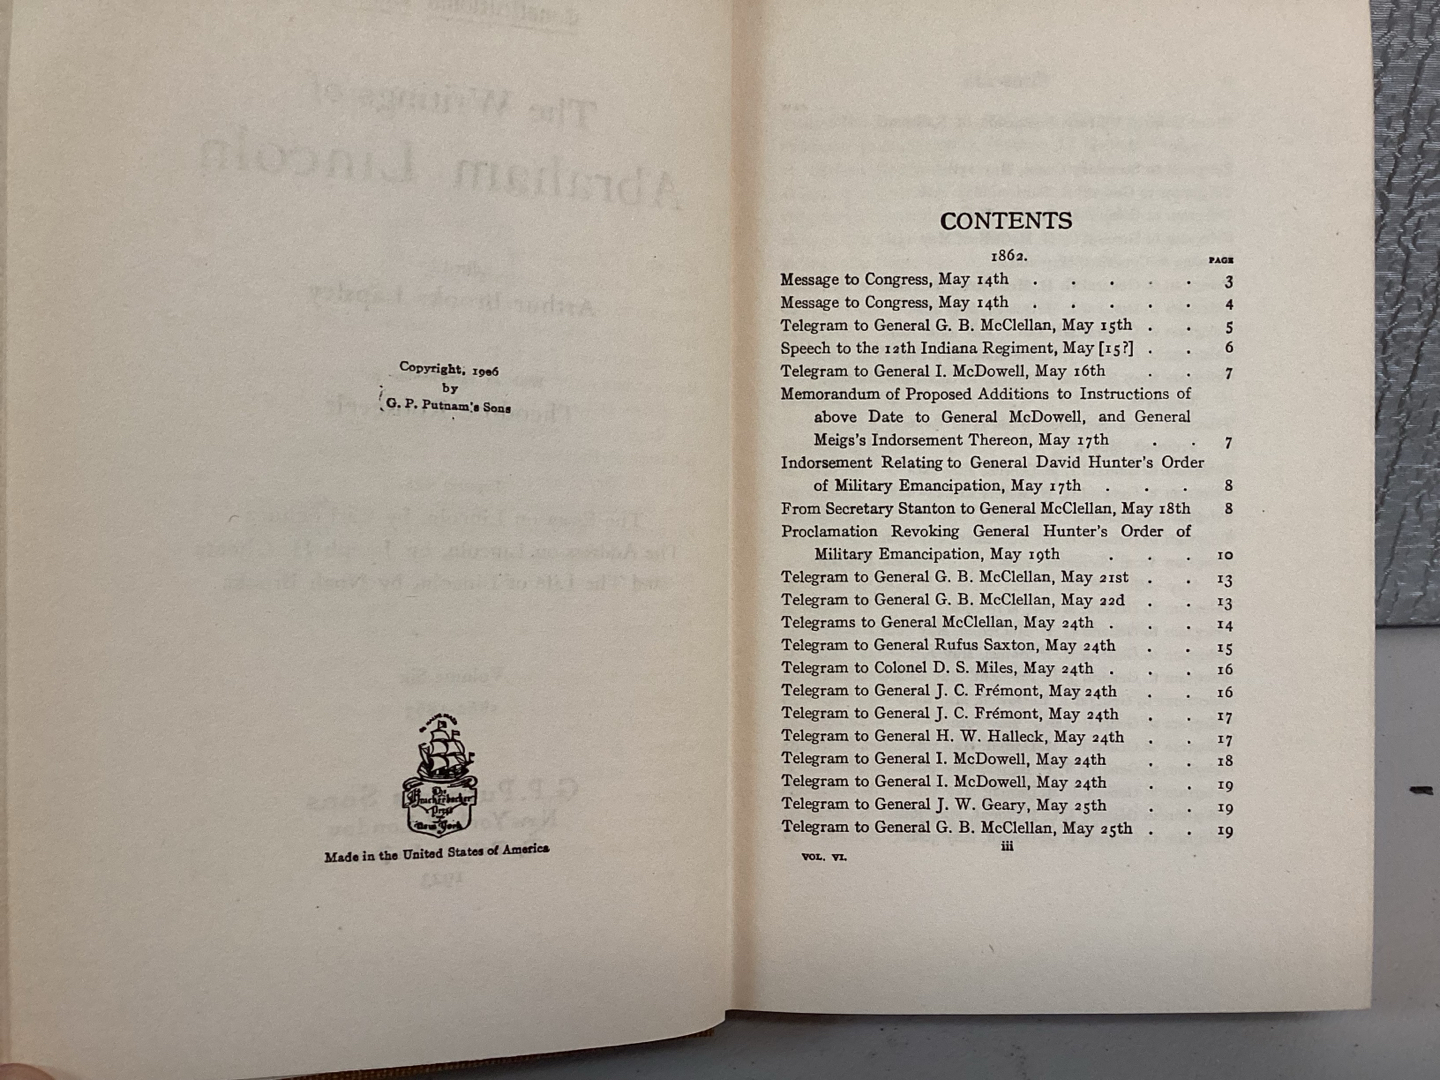 Copyright, 1906
by
G. P. Putnam's Sons
The
Knickerbocker
Press
New York
Made in the United States of America
CONTENTS
1862.
PAGE
Message to Congress, May 14th . . . . . 3
Message to Congress, May 14th . . . . . 4
Telegram to General G. B. McClellan, May 15th . . 5
Speech to the 12th Indiana Regiment, May [15?] . . 6
Telegram to General I. McDowell, May 16th . . 7
Memorandum of Proposed Additions to Instructions of
above Date to General McDowell, and General
Meigs's Indorsement Thereon, May 17th . . 7
Indorsement Relating to General David Hunter's Order
of Military Emancipation, May 17th . . . 8
From Secretary Stanton to General McClellan, May 18th 8
Proclamation Revoking General Hunter's Order of
Military Emancipation, May 19th . . . 10
Telegram to General G. B. McClellan, May 21st . . 13
Telegram to General G. B. McClellan, May 22d . . 13
Telegrams to General McClellan, May 24th . . . 14
Telegram to General Rufus Saxton, May 24th . . 15
Telegram to Colonel D. S. Miles, May 24th . . . 16
Telegram to General J. C. Frémont, May 24th . . 16
Telegram to General J. C. Frémont, May 24th . . 17
Telegram to General H. W. Halleck, May 24th . . 17
Telegram to General I. McDowell, May 24th . . 18
Telegram to General I. McDowell, May 24th . . 19
Telegram to General J. W. Geary, May 25th . . 19
Telegram to General G. B. McClellan, May 25th . . 19
iii
VOL. VI.